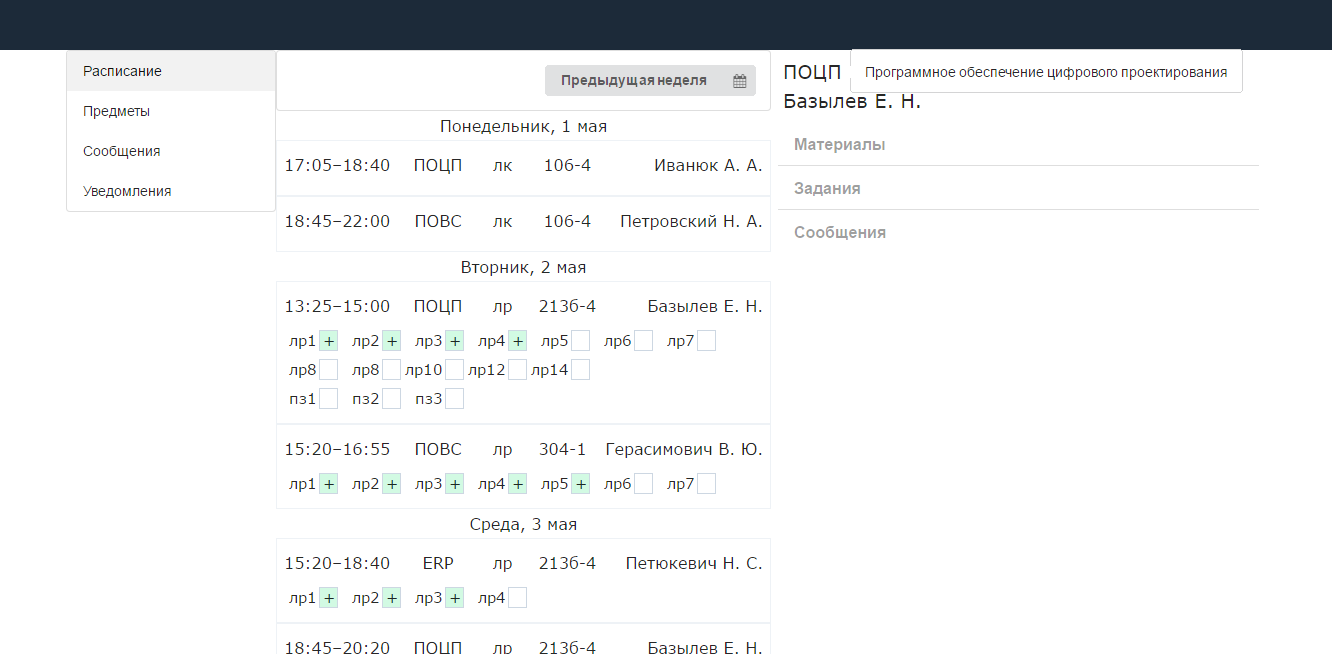 Расписание
Предметы
Сообщения
Уведомления
Предыдущая неделя
Понедельник, 1 мая
17:05–18:40 ПОЦП лк 106-4 Иванюк А. А.
18:45–22:00 ПОВС лк 106-4 Петровский Н. А.
Вторник, 2 мая
13:25–15:00 ПОЦП лр 213б-4 Базылев Е. Н.
лр1 + лр2 + лр3 + лр4 + лр5 лр6 лр7
лр8 лр8 лр10 лр12 лр14
пз1 пз2 пз3
15:20–16:55 ПОВС лр 304-1 Герасимович В. Ю.
лр1 + лр2 + лр3 + лр4 + лр5 + лр6 лр7
Среда, 3 мая
15:20–18:40 ERP лр 213б-4 Петюкевич Н. С.
лр1 + лр2 + лр3 + лр4
18:45–20:20 ПОЦП лр 213б-4 Базылев Е. Н.
ПОЦП Программное обеспечение цифрового проектирования
Базылев Е. Н.
Материалы
Задания
Сообщения